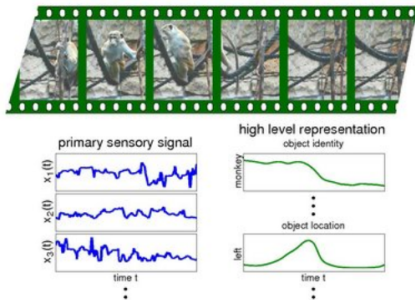 primary sensory signal
x₁(t)
x₂(t)
x₃(t)
time t
high level representation
object identity
monkey
object location
left
time t